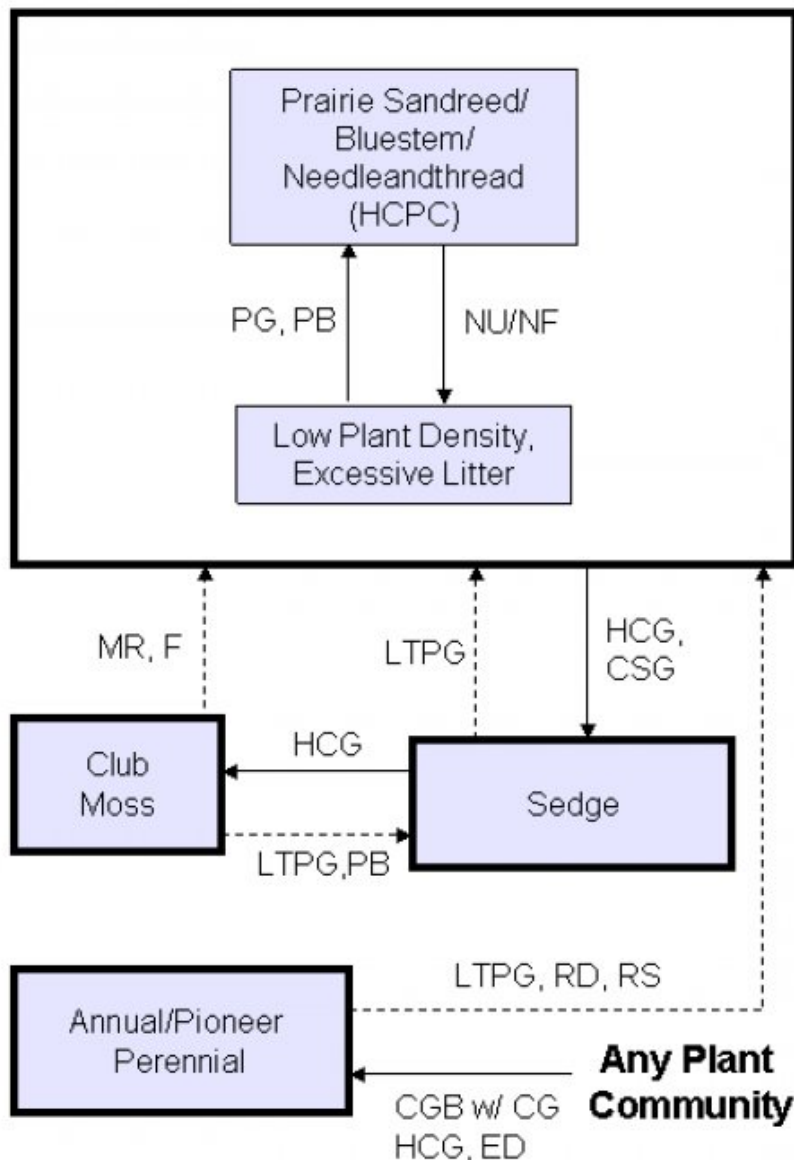 Prairie Sandreed/
Bluestem/
Needleandthread
(HCPC)
PG, PB
NU/NF
Low Plant Density,
Excessive Litter
MR, F
LTPG
HCG,
CSG
Club
Moss
HCG
Sedge
LTPG,PB
Annual/Pioneer
Perennial
LTPG, RD, RS
Any Plant
Community
CGB w/ CG
HCG, ED